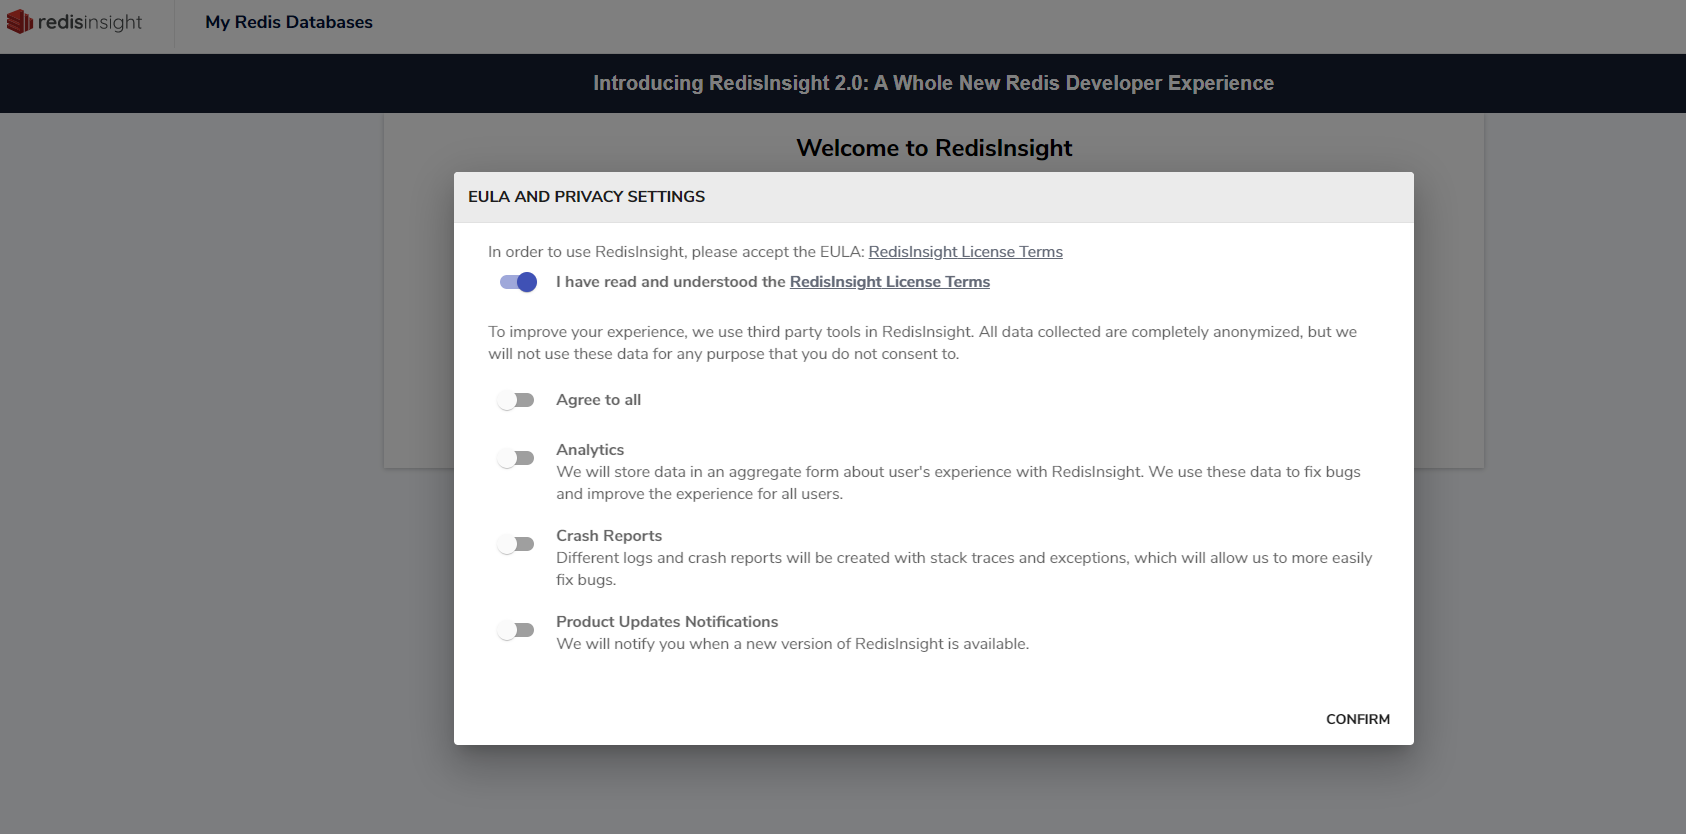 redisinsight
My Redis Databases
Introducing RedisInsight 2.0: A Whole New Redis Developer Experience
Welcome to RedisInsight
EULA AND PRIVACY SETTINGS
In order to use RedisInsight, please accept the EULA: RedisInsight License Terms
I have read and understood the RedisInsight License Terms
To improve your experience, we use third party tools in RedisInsight. All data collected are completely anonymized, but we
will not use these data for any purpose that you do not consent to.
Agree to all
Analytics
We will store data in an aggregate form about user's experience with RedisInsight. We use these data to fix bugs
and improve the experience for all users.
Crash Reports
Different logs and crash reports will be created with stack traces and exceptions, which will allow us to more easily
fix bugs.
Product Updates Notifications
We will notify you when a new version of RedisInsight is available.
CONFIRM